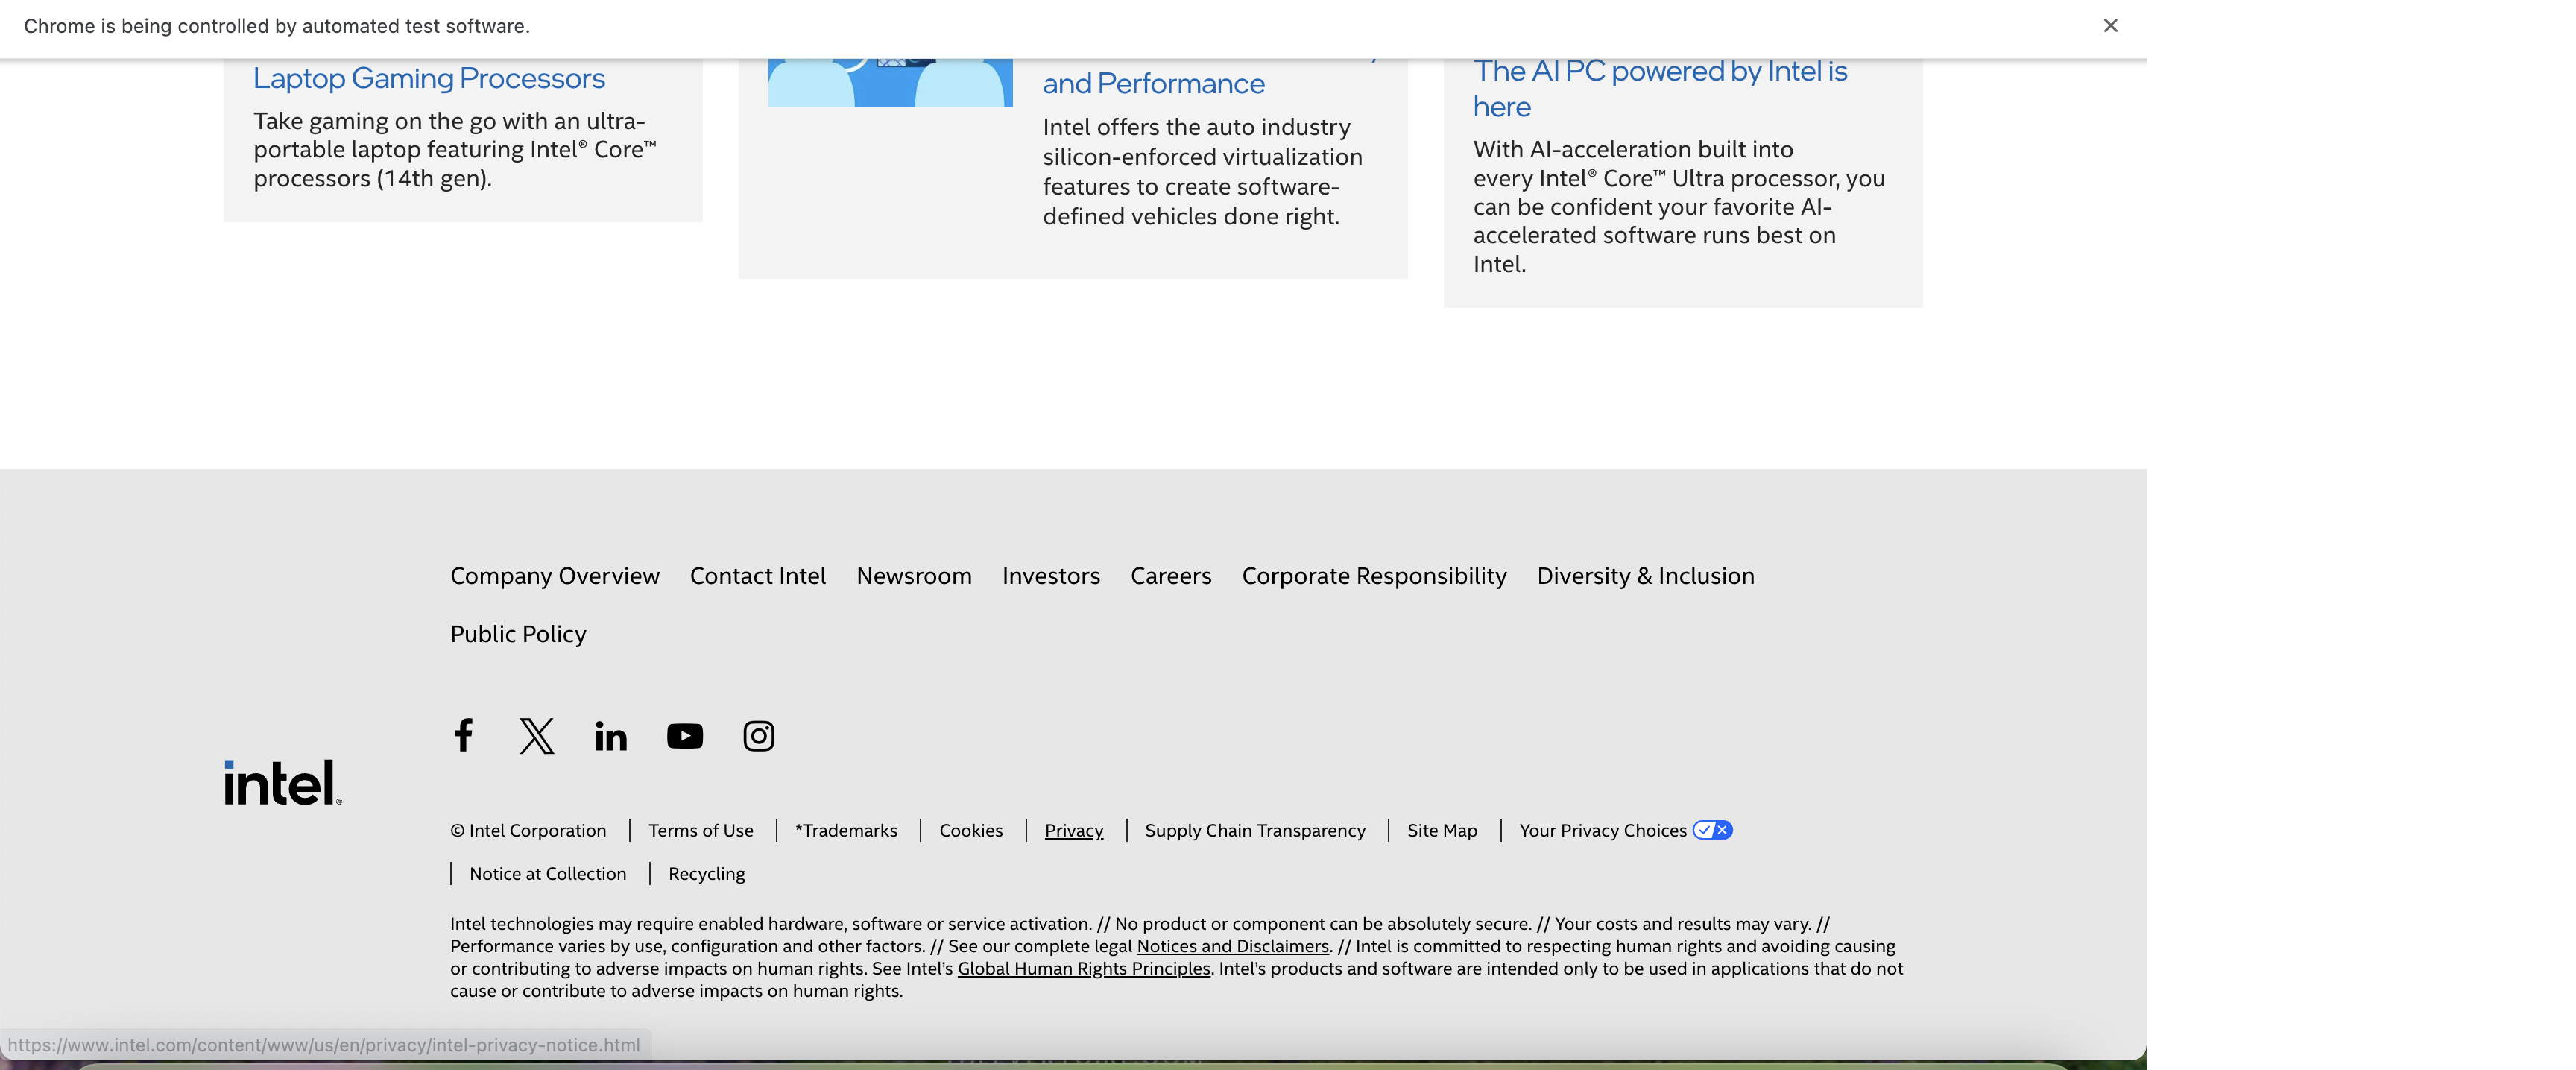 Chrome is being controlled by automated test software.
Laptop Gaming Processors
Take gaming on the go with an ultra-
portable laptop featuring Intel® Core™
processors (14th gen).
and Performance
Intel offers the auto industry
silicon-enforced virtualization
features to create software-
defined vehicles done right.
The AI PC powered by Intel is
here
With AI-acceleration built into
every Intel® Core™ Ultra processor, you
can be confident your favorite AI-
accelerated software runs best on
Intel.
Company Overview Contact Intel Newsroom Investors Careers Corporate Responsibility Diversity & Inclusion
Public Policy
intel®
© Intel Corporation | Terms of Use | *Trademarks | Cookies | Privacy | Supply Chain Transparency | Site Map | Your Privacy Choices
| Notice at Collection | Recycling
Intel technologies may require enabled hardware, software or service activation. // No product or component can be absolutely secure. // Your costs and results may vary. //
Performance varies by use, configuration and other factors. // See our complete legal Notices and Disclaimers. // Intel is committed to respecting human rights and avoiding causing
or contributing to adverse impacts on human rights. See Intel's Global Human Rights Principles. Intel's products and software are intended only to be used in applications that do not
cause or contribute to adverse impacts on human rights.
https://www.intel.com/content/www/us/en/privacy/intel-privacy-notice.html